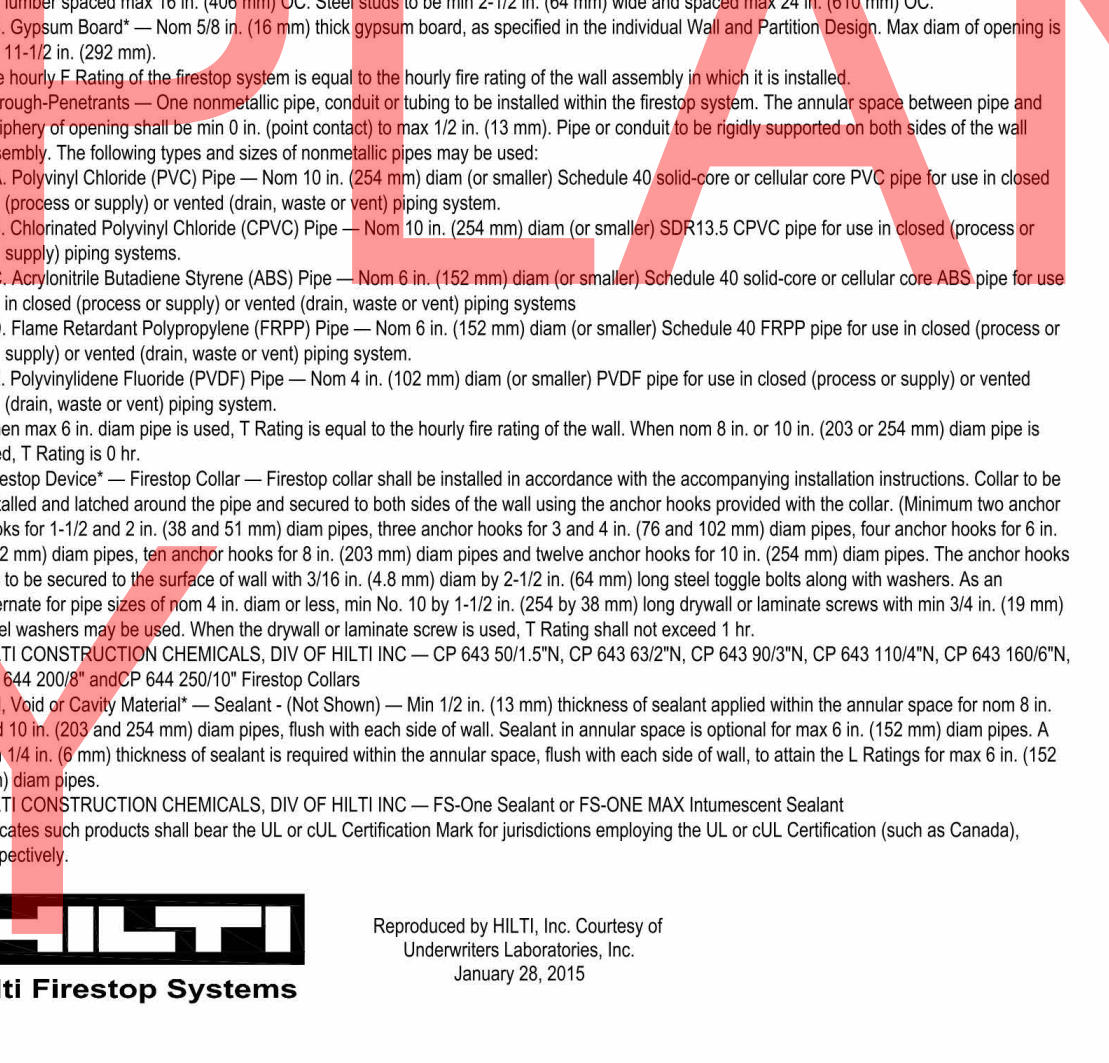 lumber spaced max 16 in. (406 mm) OC. Steel studs to be min 2-1/2 in. (64 mm) wide and spaced max 24 in. (610 mm) OC.
. Gypsum Board* — Nom 5/8 in. (16 mm) thick gypsum board, as specified in the individual Wall and Partition Design. Max diam of opening is
11-1/2 in. (292 mm).
e hourly F Rating of the firestop system is equal to the hourly fire rating of the wall assembly in which it is installed.
rough-Penetrants — One nonmetallic pipe, conduit or tubing to be installed within the firestop system. The annular space between pipe and
iphery of opening shall be min 0 in. (point contact) to max 1/2 in. (13 mm). Pipe or conduit to be rigidly supported on both sides of the wall
sembly. The following types and sizes of nonmetallic pipes may be used:
. Polyvinyl Chloride (PVC) Pipe — Nom 10 in. (254 mm) diam (or smaller) Schedule 40 solid-core or cellular core PVC pipe for use in closed
(process or supply) or vented (drain, waste or vent) piping system.
. Chlorinated Polyvinyl Chloride (CPVC) Pipe — Nom 10 in. (254 mm) diam (or smaller) SDR13.5 CPVC pipe for use in closed (process or
supply) piping systems.
. Acrylonitrile Butadiene Styrene (ABS) Pipe — Nom 6 in. (152 mm) diam (or smaller) Schedule 40 solid-core or cellular core ABS pipe for use
in closed (process or supply) or vented (drain, waste or vent) piping systems
. Flame Retardant Polypropylene (FRPP) Pipe — Nom 6 in. (152 mm) diam (or smaller) Schedule 40 FRPP pipe for use in closed (process or
supply) or vented (drain, waste or vent) piping system.
. Polyvinylidene Fluoride (PVDF) Pipe — Nom 4 in. (102 mm) diam (or smaller) PVDF pipe for use in closed (process or supply) or vented
(drain, waste or vent) piping system.
en max 6 in. diam pipe is used, T Rating is equal to the hourly fire rating of the wall. When nom 8 in. or 10 in. (203 or 254 mm) diam pipe is
ed, T Rating is 0 hr.
estop Device* — Firestop Collar — Firestop collar shall be installed in accordance with the accompanying installation instructions. Collar to be
talled and latched around the pipe and secured to both sides of the wall using the anchor hooks provided with the collar. (Minimum two anchor
oks for 1-1/2 and 2 in. (38 and 51 mm) diam pipes, three anchor hooks for 3 and 4 in. (76 and 102 mm) diam pipes, four anchor hooks for 6 in.
2 mm) diam pipes, ten anchor hooks for 8 in. (203 mm) diam pipes and twelve anchor hooks for 10 in. (254 mm) diam pipes. The anchor hooks
to be secured to the surface of wall with 3/16 in. (4.8 mm) diam by 2-1/2 in. (64 mm) long steel toggle bolts along with washers. As an
ernate for pipe sizes of nom 4 in. diam or less, min No. 10 by 1-1/2 in. (254 by 38 mm) long drywall or laminate screws with min 3/4 in. (19 mm)
el washers may be used. When the drywall or laminate screw is used, T Rating shall not exceed 1 hr.
TI CONSTRUCTION CHEMICALS, DIV OF HILTI INC — CP 643 50/1.5"N, CP 643 63/2"N, CP 643 90/3"N, CP 643 110/4"N, CP 643 160/6"N,
644 200/8" andCP 644 250/10" Firestop Collars
, Void or Cavity Material* — Sealant - (Not Shown) — Min 1/2 in. (13 mm) thickness of sealant applied within the annular space for nom 8 in.
d 10 in. (203 and 254 mm) diam pipes, flush with each side of wall. Sealant in annular space is optional for max 6 in. (152 mm) diam pipes. A
1/4 in. (6 mm) thickness of sealant is required within the annular space, flush with each side of wall, to attain the L Ratings for max 6 in. (152
) diam pipes.
TI CONSTRUCTION CHEMICALS, DIV OF HILTI INC — FS-One Sealant or FS-ONE MAX Intumescent Sealant
cates such products shall bear the UL or cUL Certification Mark for jurisdictions employing the UL or cUL Certification (such as Canada),
pectively.
HILTI
lti Firestop Systems
Reproduced by HILTI, Inc. Courtesy of
Underwriters Laboratories, Inc.
January 28, 2015
PLAN
Y